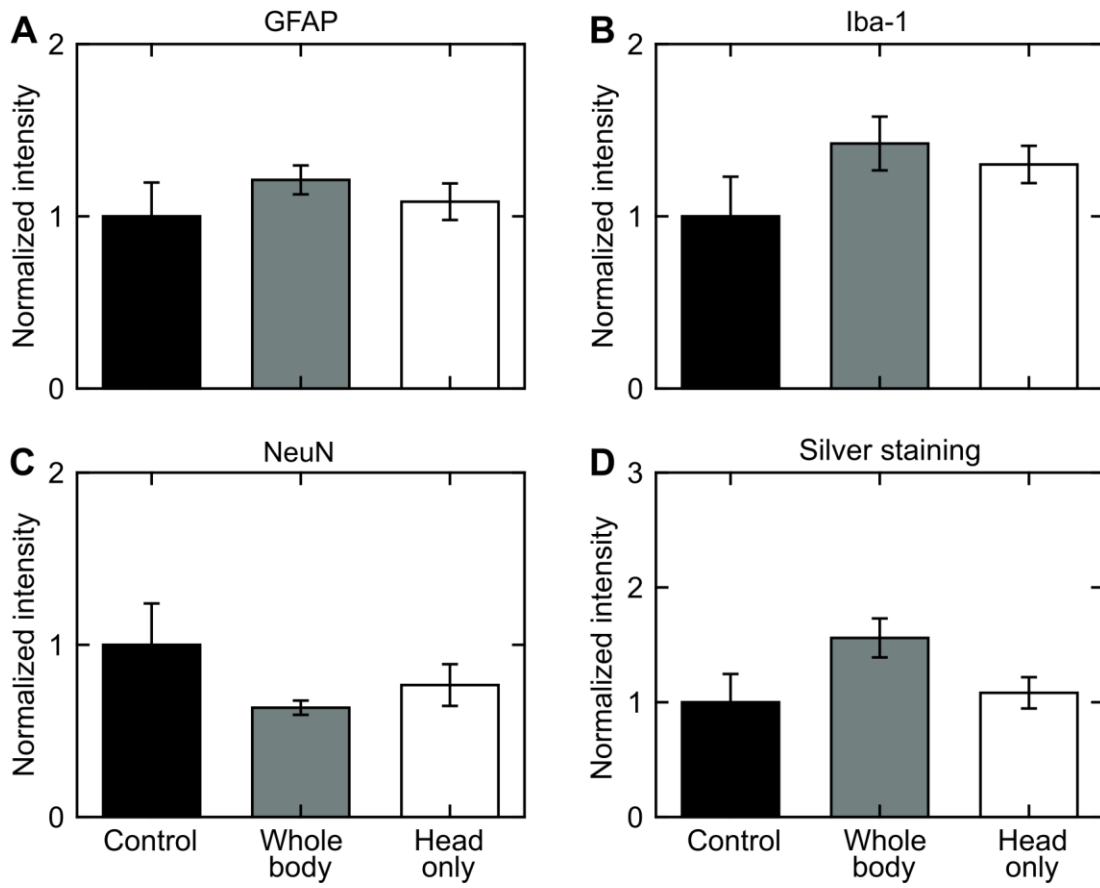 A
GFAP
Normalized intensity
2
1
0
B
Iba-1
Normalized intensity
2
1
0
C
NeuN
Normalized intensity
2
1
0
Control
Whole
body
Head
only
D
Silver staining
Normalized intensity
3
2
1
0
Control
Whole
body
Head
only